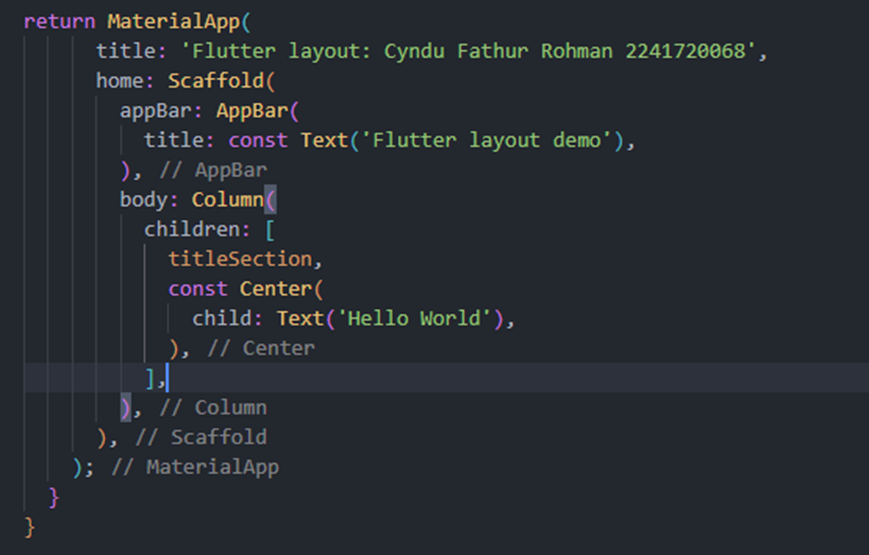 return MaterialApp(
title: 'Flutter layout: Cyndu Fathur Rohman 2241720068',
home: Scaffold(
appBar: AppBar(
title: const Text('Flutter layout demo'),
), // AppBar
body: Column(
children: [
titleSection,
const Center(
child: Text('Hello World'),
), // Center
],
), // Column
), // Scaffold
); // MaterialApp
}
}